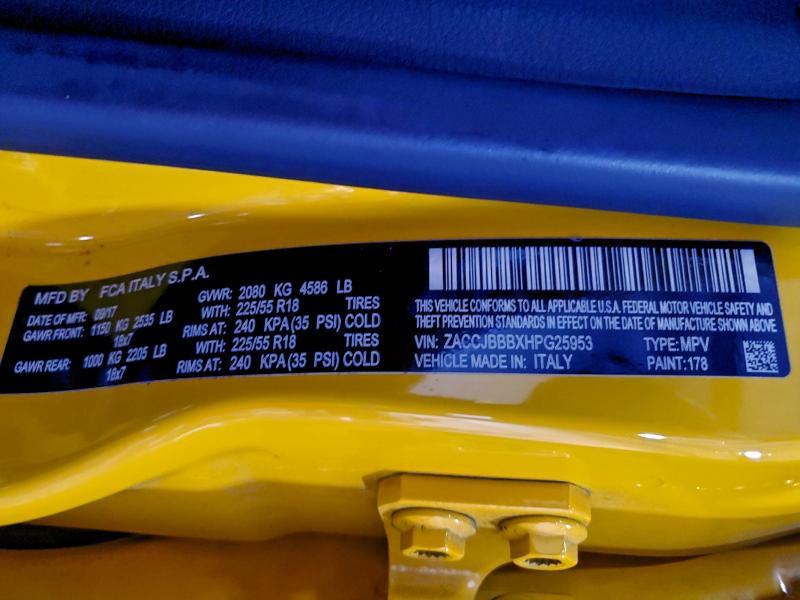 MFD BY FCA ITALY S.P.A.
DATE OF MFR: 09/17 GVWR: 2080 KG 4586 LB
GAWR FRONT: 1150 KG 2535 LB WITH: 225/55 R18 TIRES
18x7 RIMS AT: 240 KPA (35 PSI) COLD
GAWR REAR: 1000 KG 2205 LB WITH: 225/55 R18 TIRES
18x7 RIMS AT: 240 KPA (35 PSI) COLD
THIS VEHICLE CONFORMS TO ALL APPLICABLE U.S.A. FEDERAL MOTOR VEHICLE SAFETY AND
THEFT PREVENTION STANDARDS IN EFFECT ON THE DATE OF MANUFACTURE SHOWN ABOVE
VIN: ZACCJBBBXHPG25953 TYPE: MPV
VEHICLE MADE IN: ITALY PAINT: 178